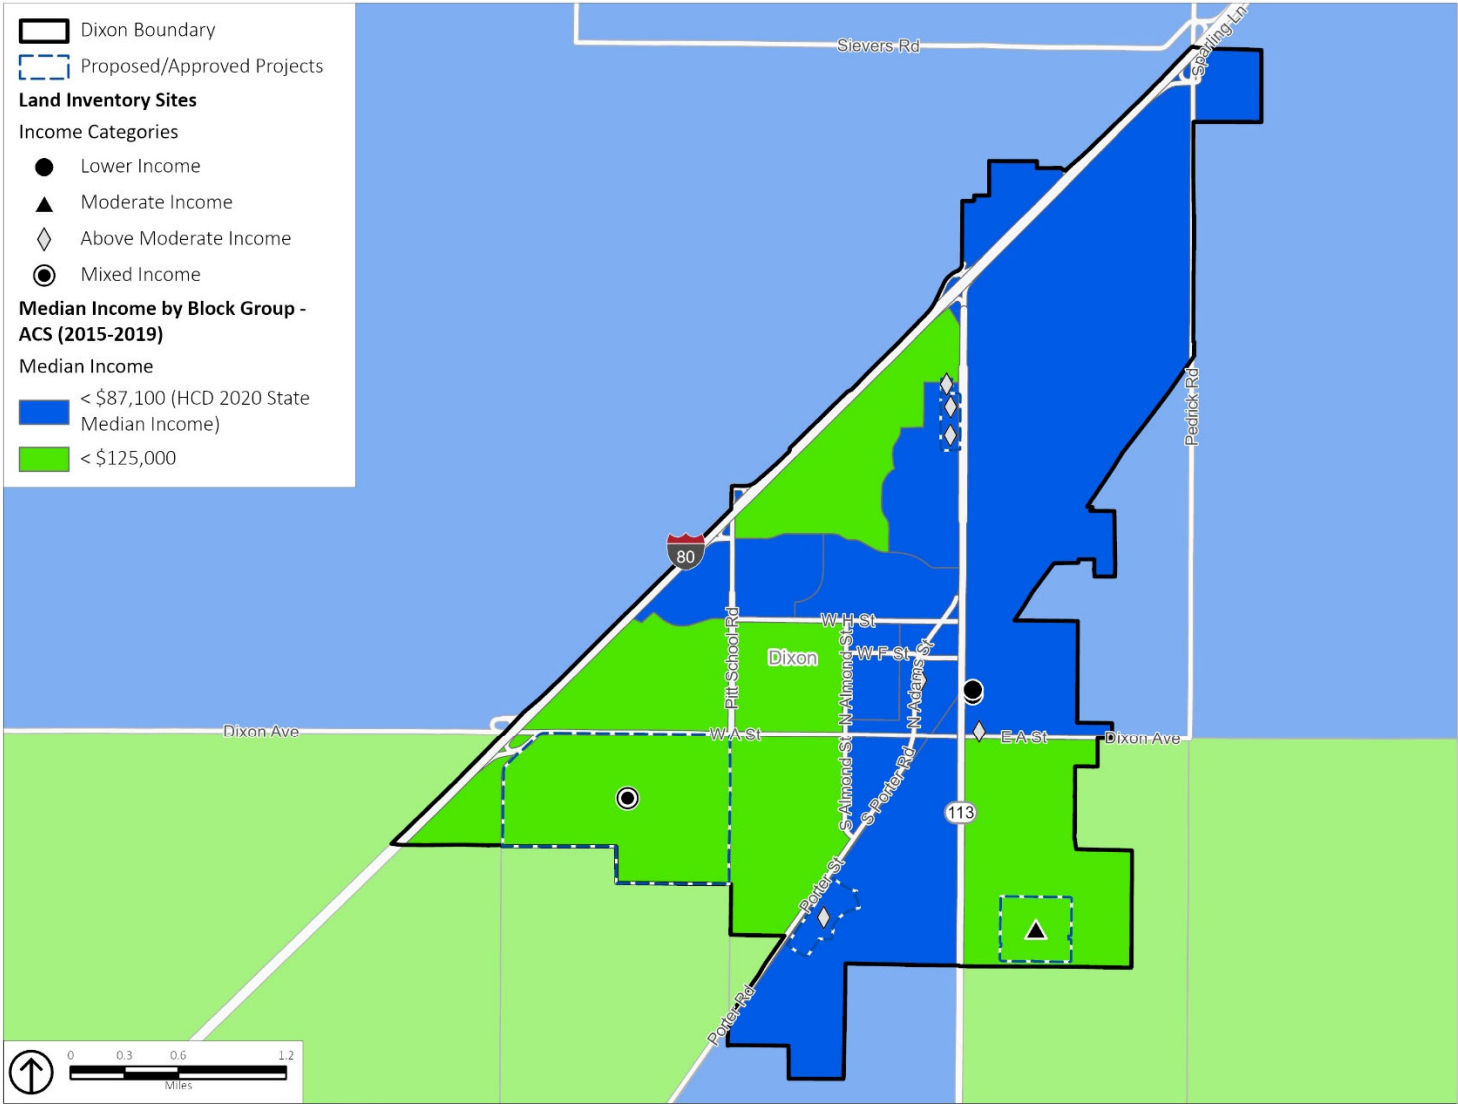 Dixon Boundary
Proposed/Approved Projects
Land Inventory Sites
Income Categories
Lower Income
Moderate Income
Above Moderate Income
Mixed Income
Median Income by Block Group -
ACS (2015-2019)
Median Income
< $87,100 (HCD 2020 State
Median Income)
< $125,000
Sievers Rd
Sparling Ln
Pedrick Rd
80
Pitt School Rd
W H St
W F St
Dixon
N Almond St
N Adams St
Dixon Ave
W A St
E A St
Dixon Ave
S Almond St
S Porter Rd
113
Porter St
Porter Rd
0 0.3 0.6 1.2
Miles